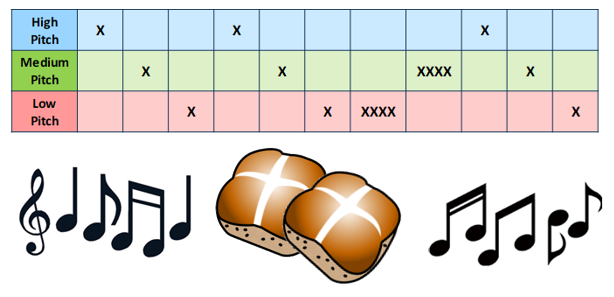 High
Pitch
X X X
Medium
Pitch
X X XXXX X
Low
Pitch
X X XXXX X